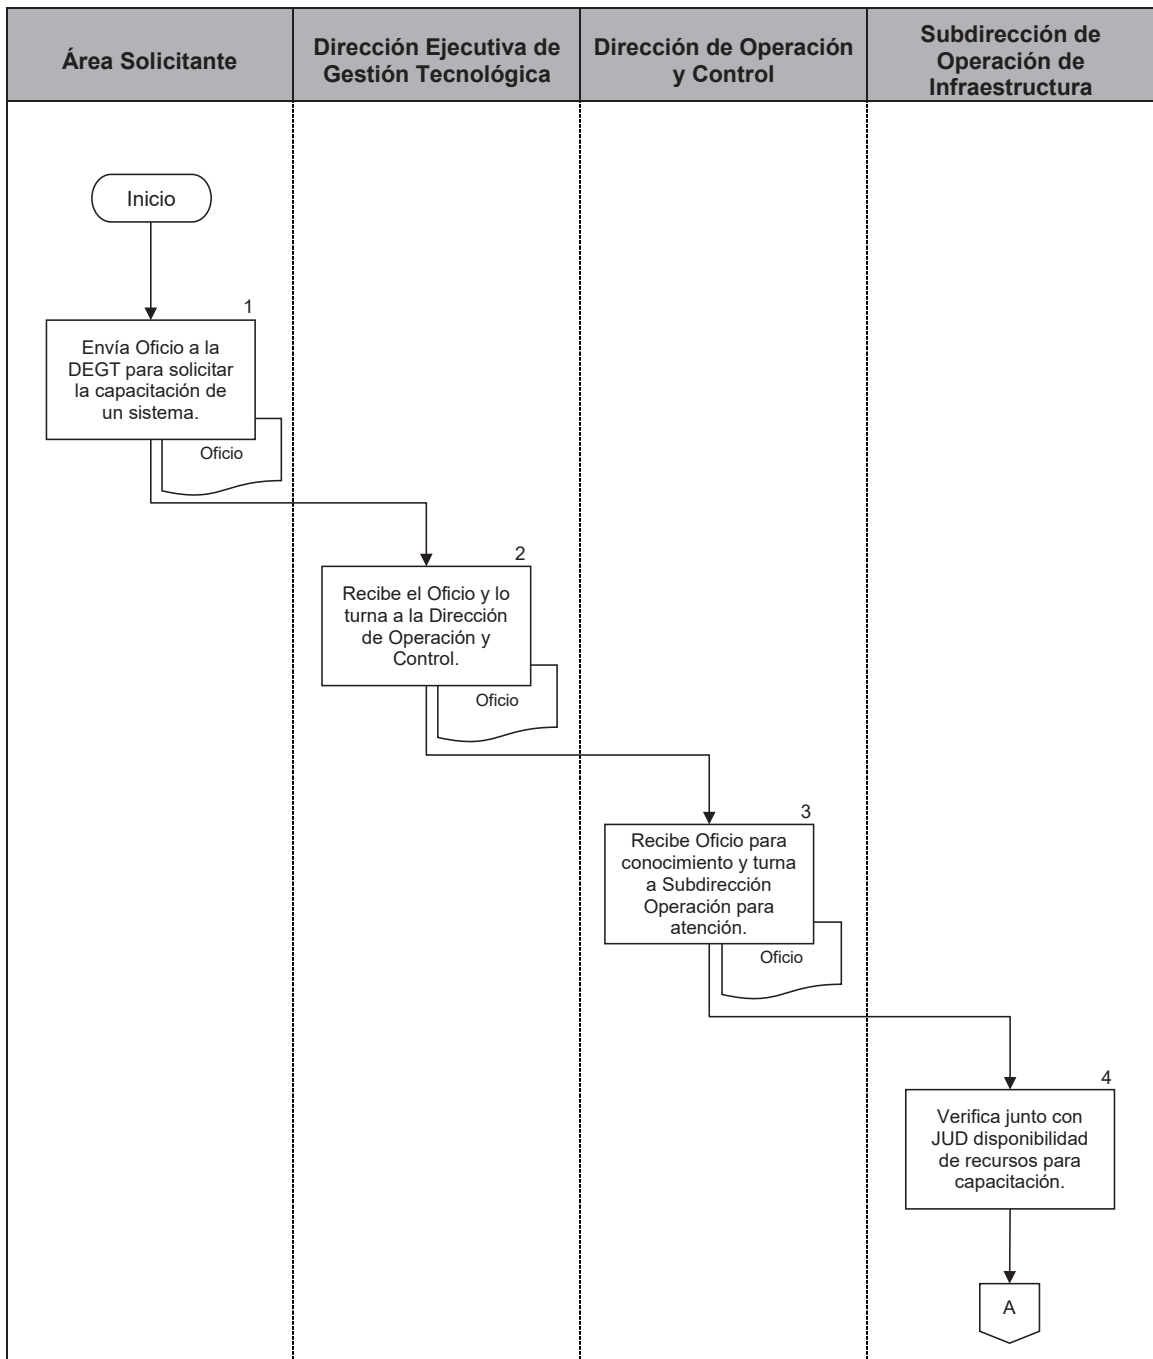 Área Solicitante
Dirección Ejecutiva de
Gestión Tecnológica
Dirección de Operación
y Control
Subdirección de
Operación de
Infraestructura
Inicio
1
Envía Oficio a la
DEGT para solicitar
la capacitación de
un sistema.
Oficio
2
Recibe el Oficio y lo
turna a la Dirección
de Operación y
Control.
Oficio
3
Recibe Oficio para
conocimiento y turna
a Subdirección
Operación para
atención.
Oficio
4
Verifica junto con
JUD disponibilidad
de recursos para
capacitación.
A